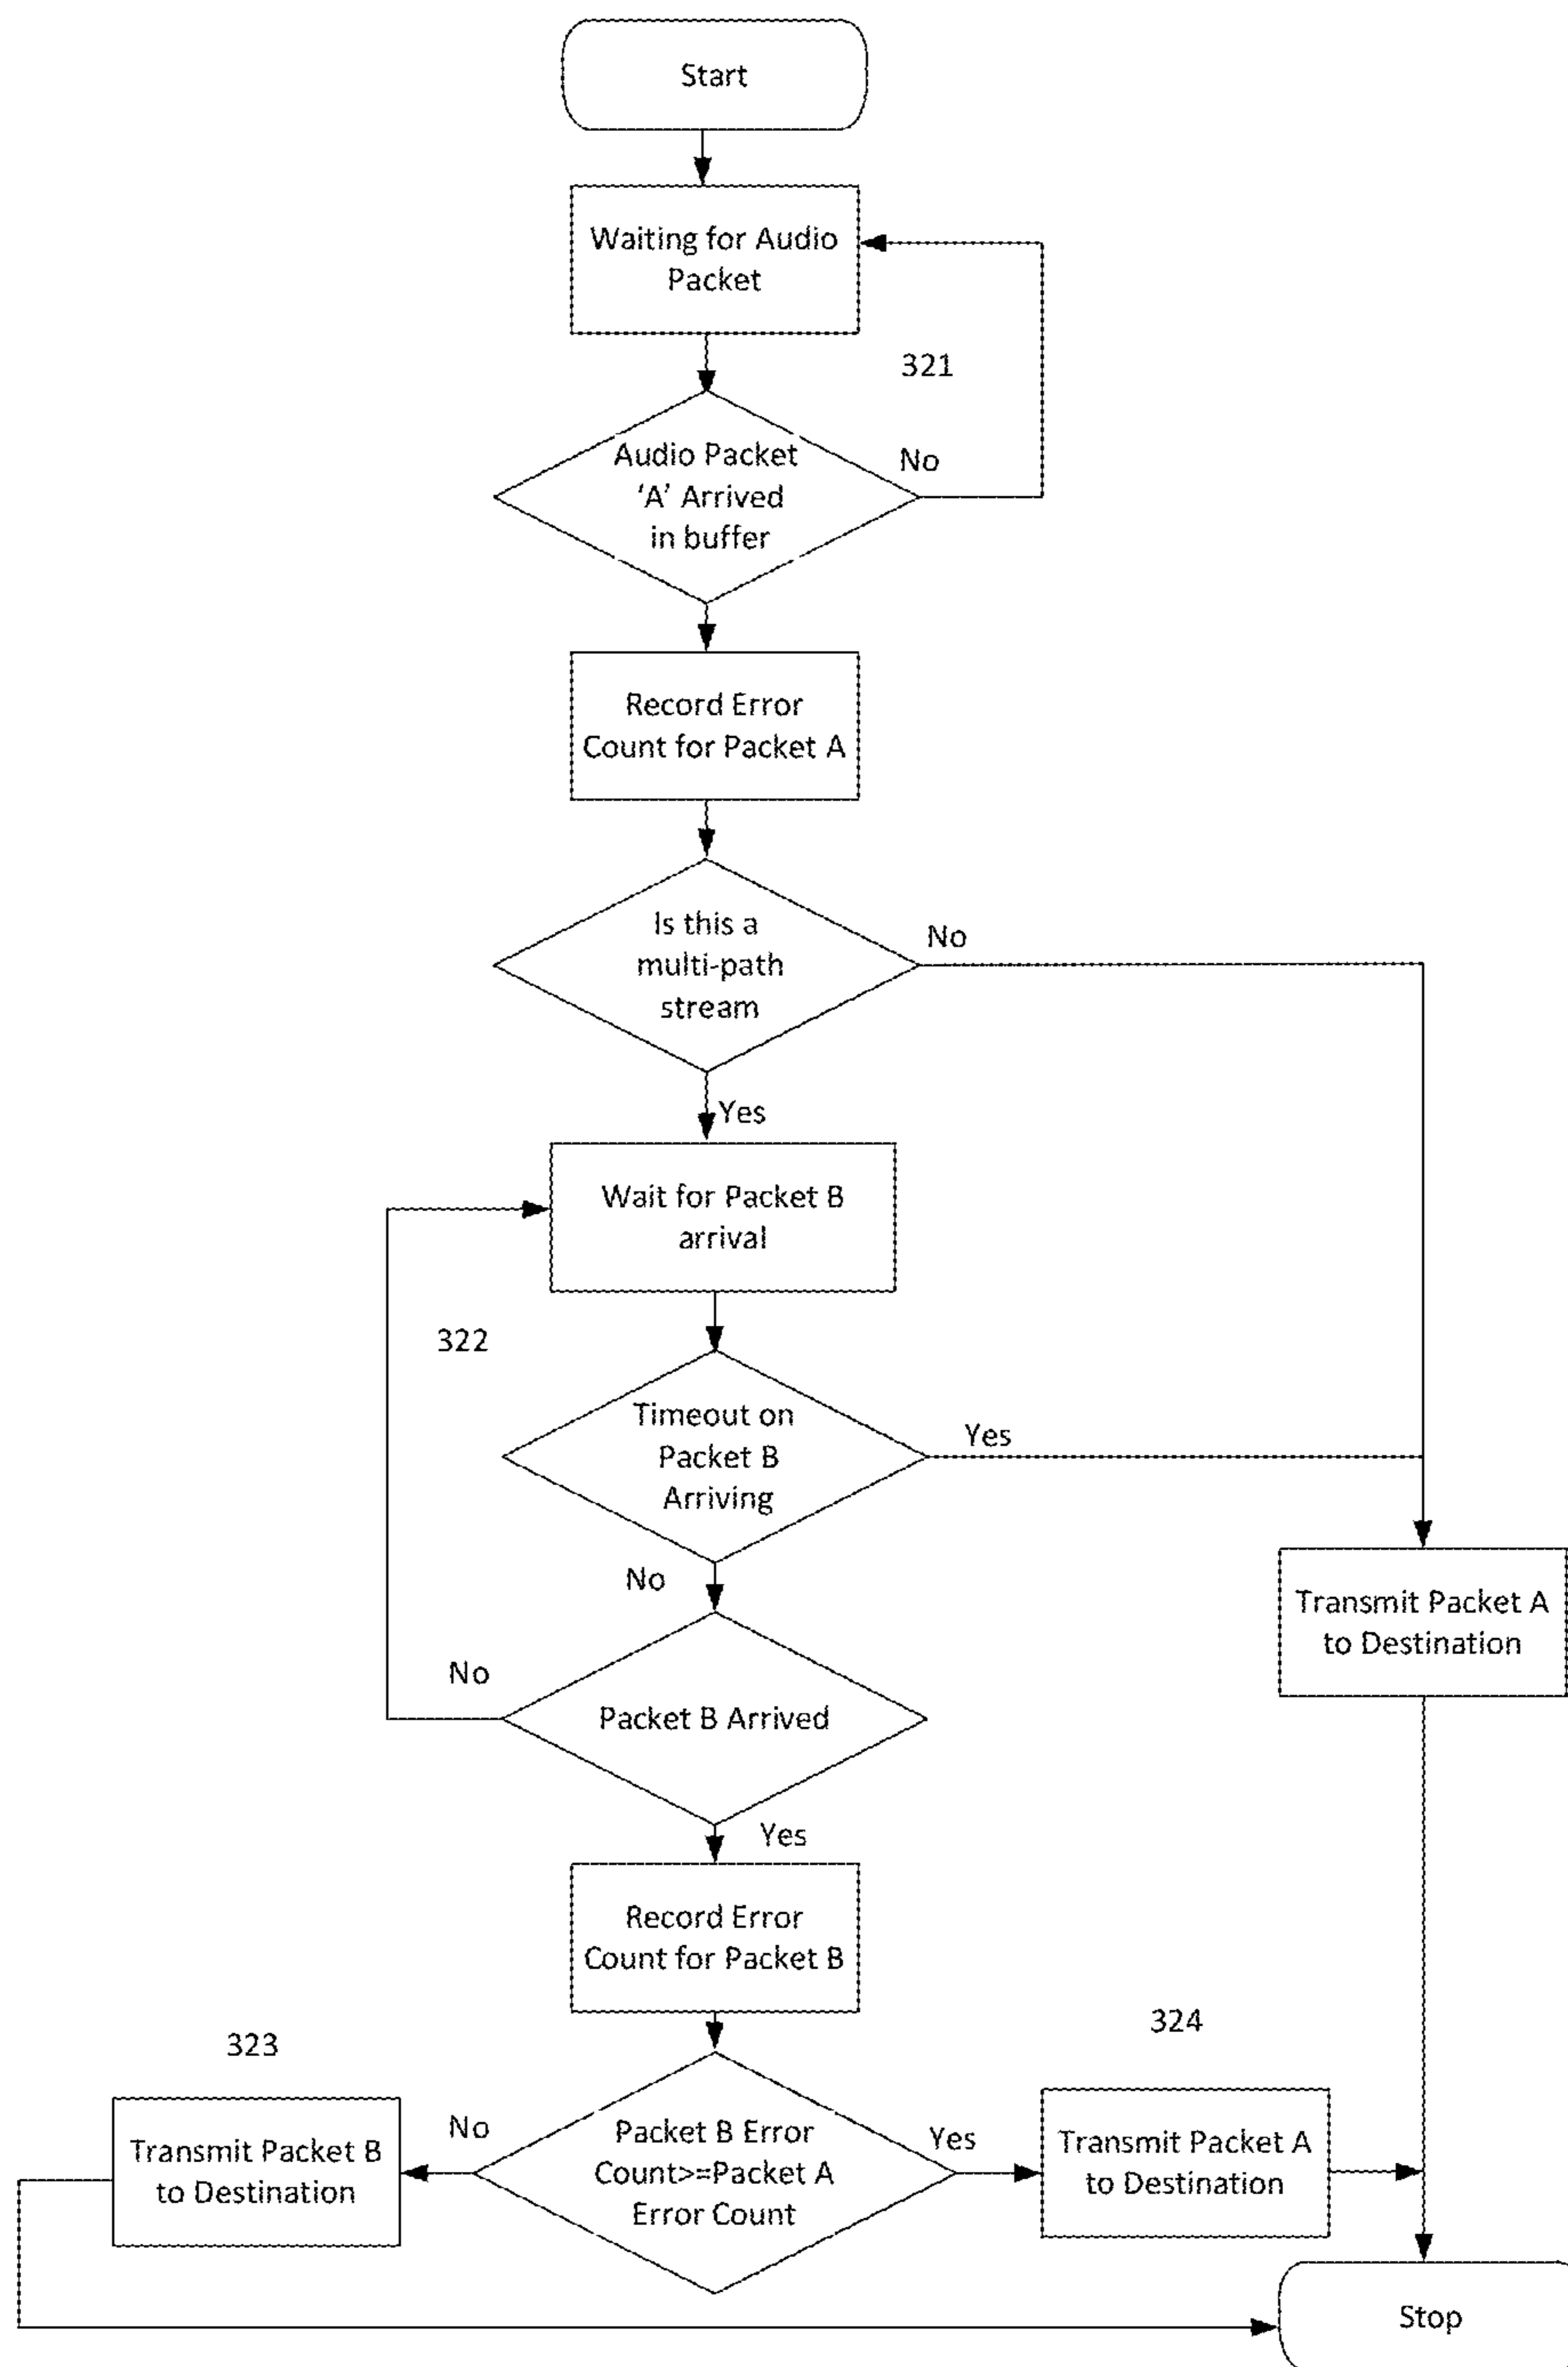 Start
Waiting for Audio
Packet
321
Audio Packet
‘A’ Arrived
in buffer
No
Record Error
Count for Packet A
Is this a
multi-path
stream
No
Yes
Wait for Packet B
arrival
322
Timeout on
Packet B
Arriving
Yes
No
Transmit Packet A
to Destination
Packet B Arrived
No
Yes
Record Error
Count for Packet B
323
324
Transmit Packet B
to Destination
No
Packet B Error
Count>=Packet A
Error Count
Yes
Transmit Packet A
to Destination
Stop